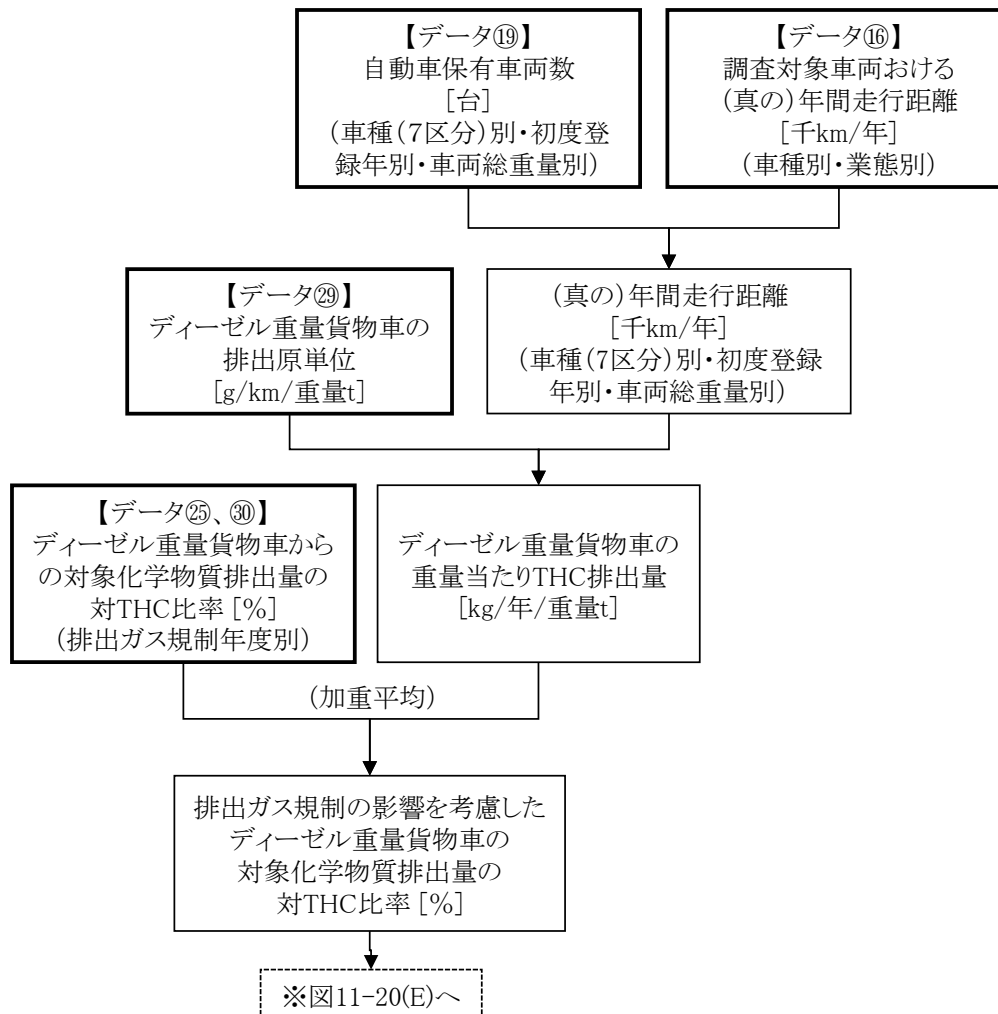 【データ⑲】
自動車保有車両数
[台]
(車種(7区分)別・初度登
録年別・車両総重量別)
【データ⑯】
調査対象車両おける
(真の)年間走行距離
[千km/年]
(車種別・業態別)
【データ㉙】
ディーゼル重量貨物車の
排出原単位
[g/km/重量t]
(真の)年間走行距離
[千km/年]
(車種(7区分)別・初度登録
年別・車両総重量別)
【データ㉕、㉚】
ディーゼル重量貨物車から
の対象化学物質排出量の
対THC比率[%]
(排出ガス規制年度別)
ディーゼル重量貨物車の
重量当たりTHC排出量
[kg/年/重量t]
(加重平均)
排出ガス規制の影響を考慮した
ディーゼル重量貨物車の
対象化学物質排出量の
対THC比率[%]
※図11-20(E)へ